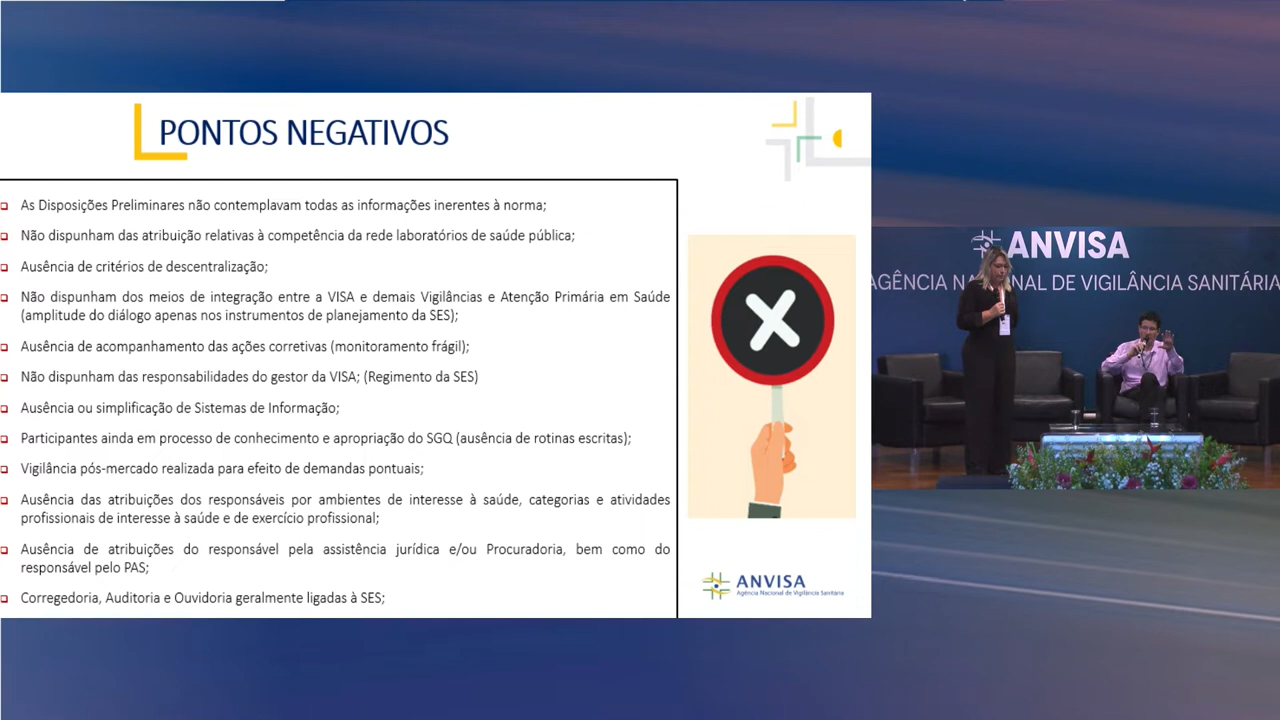 PONTOS NEGATIVOS
As Disposições Preliminares não contemplavam todas as informações inerentes à norma;
Não dispunham das atribuição relativas à competência da rede laboratórios de saúde pública;
Ausência de critérios de descentralização;
Não dispunham dos meios de integração entre a VISA e demais Vigilâncias e Atenção Primária em Saúde
(amplitude do diálogo apenas nos instrumentos de planejamento da SES);
Ausência de acompanhamento das ações corretivas (monitoramento frágil);
Não dispunham das responsabilidades do gestor da VISA; (Regimento da SES)
Ausência ou simplificação de Sistemas de Informação;
Participantes ainda em processo de conhecimento e apropriação do SGQ (ausência de rotinas escritas);
Vigilância pós-mercado realizada para efeito de demandas pontuais;
Ausência das atribuições dos responsáveis por ambientes de interesse à saúde, categorias e atividades
profissionais de interesse à saúde e de exercício profissional;
Ausência de atribuições do responsável pela assistência jurídica e/ou Procuradoria, bem como do
responsável pelo PAS;
Corregedoria, Auditoria e Ouvidoria geralmente ligadas à SES;
ANVISA
Agência Nacional de Vigilância Sanitária
ANVISA
AGÊNCIA NACIONAL DE VIGILÂNCIA SANITÁRIA